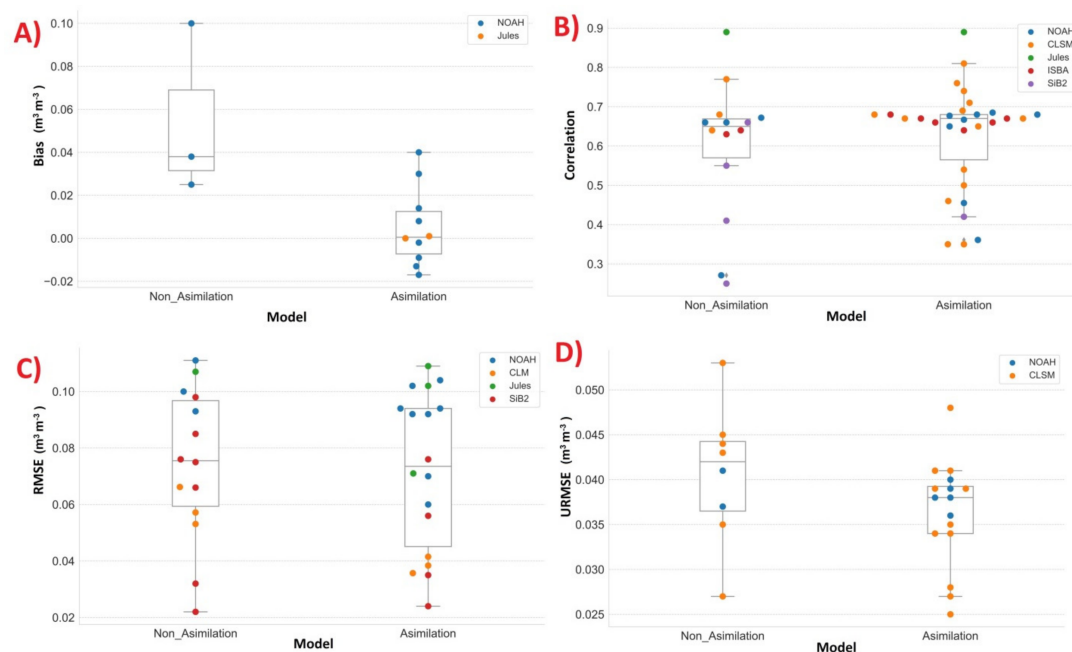 A)
0.10
0.08
0.06
0.04
0.02
0.00
−0.02
Bias (m³ m⁻³)
NOAH
Jules
Non_Asimilation
Asimilation
Model
B)
0.9
0.8
0.7
0.6
0.5
0.4
0.3
Correlation
NOAH
CLSM
Jules
ISBA
SiB2
Non_Asimilation
Asimilation
Model
C)
0.10
0.08
0.06
0.04
0.02
RMSE (m³ m⁻³)
NOAH
CLM
Jules
SiB2
Non_Asimilation
Asimilation
Model
D)
0.050
0.045
0.040
0.035
0.030
0.025
URMSE (m³ m⁻³)
NOAH
CLSM
Non_Asimilation
Asimilation
Model